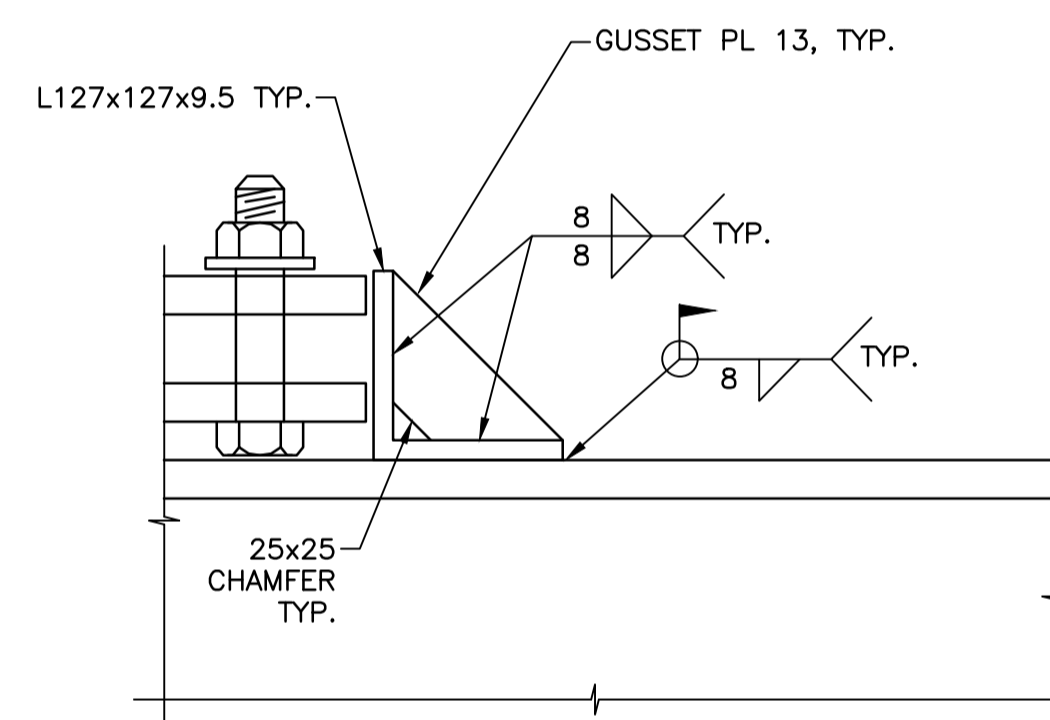 GUSSET PL 13, TYP.
L127x127x9.5 TYP.
8
8
TYP.
8
TYP.
25x25
CHAMFER
TYP.